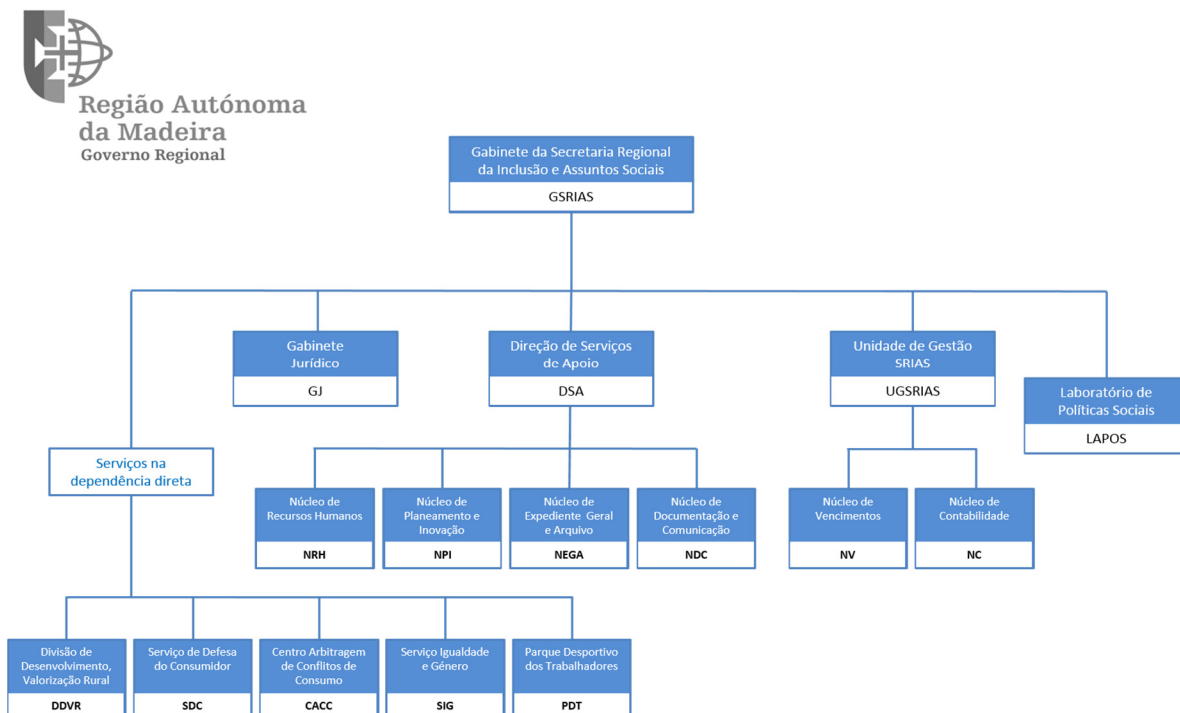 Região Autónoma
da Madeira
Governo Regional
Gabinete da Secretaria Regional
da Inclusão e Assuntos Sociais
GSRIAS
Gabinete
Jurídico
GJ
Direção de Serviços
de Apoio
DSA
Unidade de Gestão
SRIAS
UGSRIAS
Laboratório de
Políticas Sociais
LAPOS
Serviços na
dependência direta
Núcleo de
Recursos Humanos
NRH
Núcleo de
Planeamento e
Inovação
NPI
Núcleo de
Expediente Geral
e Arquivo
NEGA
Núcleo de
Documentação e
Comunicação
NDC
Núcleo de
Vencimentos
NV
Núcleo de
Contabilidade
NC
Divisão de
Desenvolvimento,
Valorização Rural
DDVR
Serviço de Defesa
do Consumidor
SDC
Centro Arbitragem
de Conflitos de
Consumo
CACC
Serviço Igualdade
e Género
SIG
Parque Desportivo
dos Trabalhadores
PDT